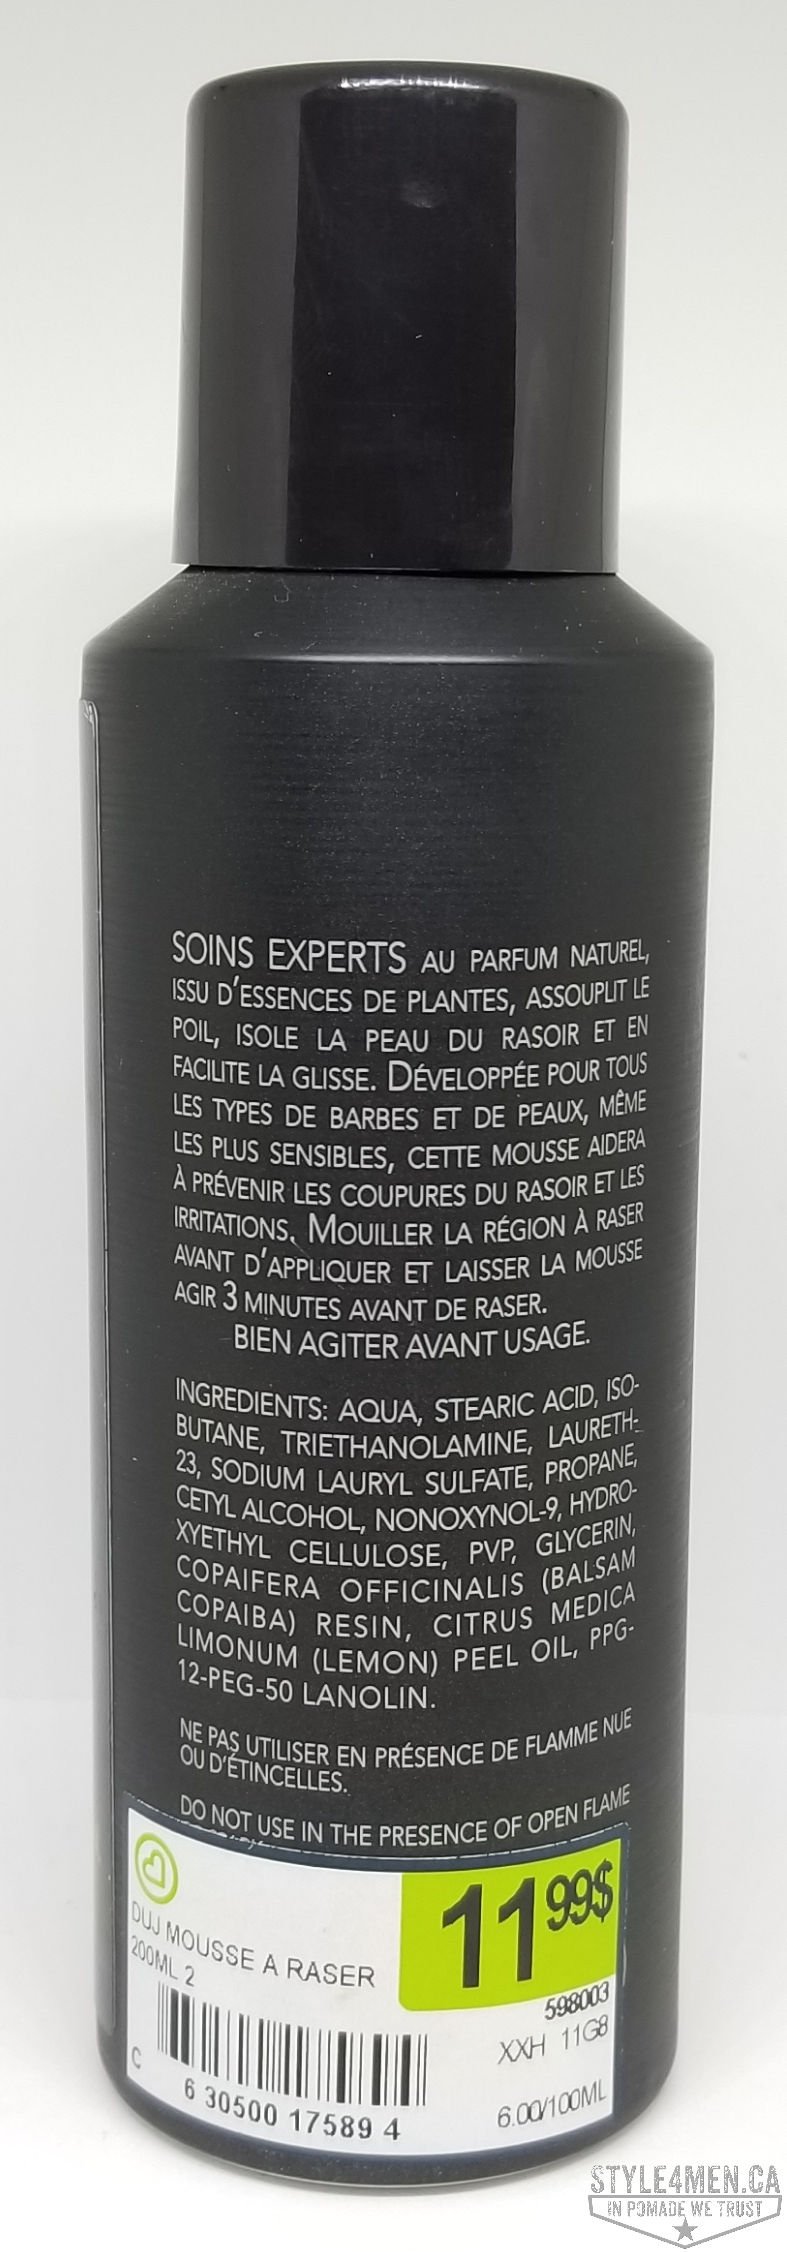 SOINS EXPERTS AU PARFUM NATUREL,
ISSU D'ESSENCES DE PLANTES, ASSOUPLIT LE
POIL, ISOLE LA PEAU DU RASOIR ET EN
FACILITE LA GLISSE. DÉVELOPPÉE POUR TOUS
LES TYPES DE BARBES ET DE PEAUX, MÊME
LES PLUS SENSIBLES, CETTE MOUSSE AIDERA
À PRÉVENIR LES COUPURES DU RASOIR ET LES
IRRITATIONS. MOUILLER LA RÉGION À RASER
AVANT D'APPLIQUER ET LAISSER LA MOUSSE
AGIR 3 MINUTES AVANT DE RASER.
BIEN AGITER AVANT USAGE.
INGREDIENTS: AQUA, STEARIC ACID, ISO-
BUTANE, TRIETHANOLAMINE, LAURETH-
23, SODIUM LAURYL SULFATE, PROPANE,
CETYL ALCOHOL, NONOXYNOL-9, HYDRO-
XYETHYL CELLULOSE, PVP, GLYCERIN,
COPAIFERA OFFICINALIS (BALSAM
COPAIBA) RESIN, CITRUS MEDICA
LIMONUM (LEMON) PEEL OIL, PPG-
12-PEG-50 LANOLIN.
NE PAS UTILISER EN PRÉSENCE DE FLAMME NUE
OU D'ÉTINCELLES.
DO NOT USE IN THE PRESENCE OF OPEN FLAME
11 99$
DUJ MOUSSE A RASER
200ML 2
598003
XXH 11G8
C
6 30500 17589 4
6.00/100ML
STYLE4MEN.CA
IN POMADE WE TRUST